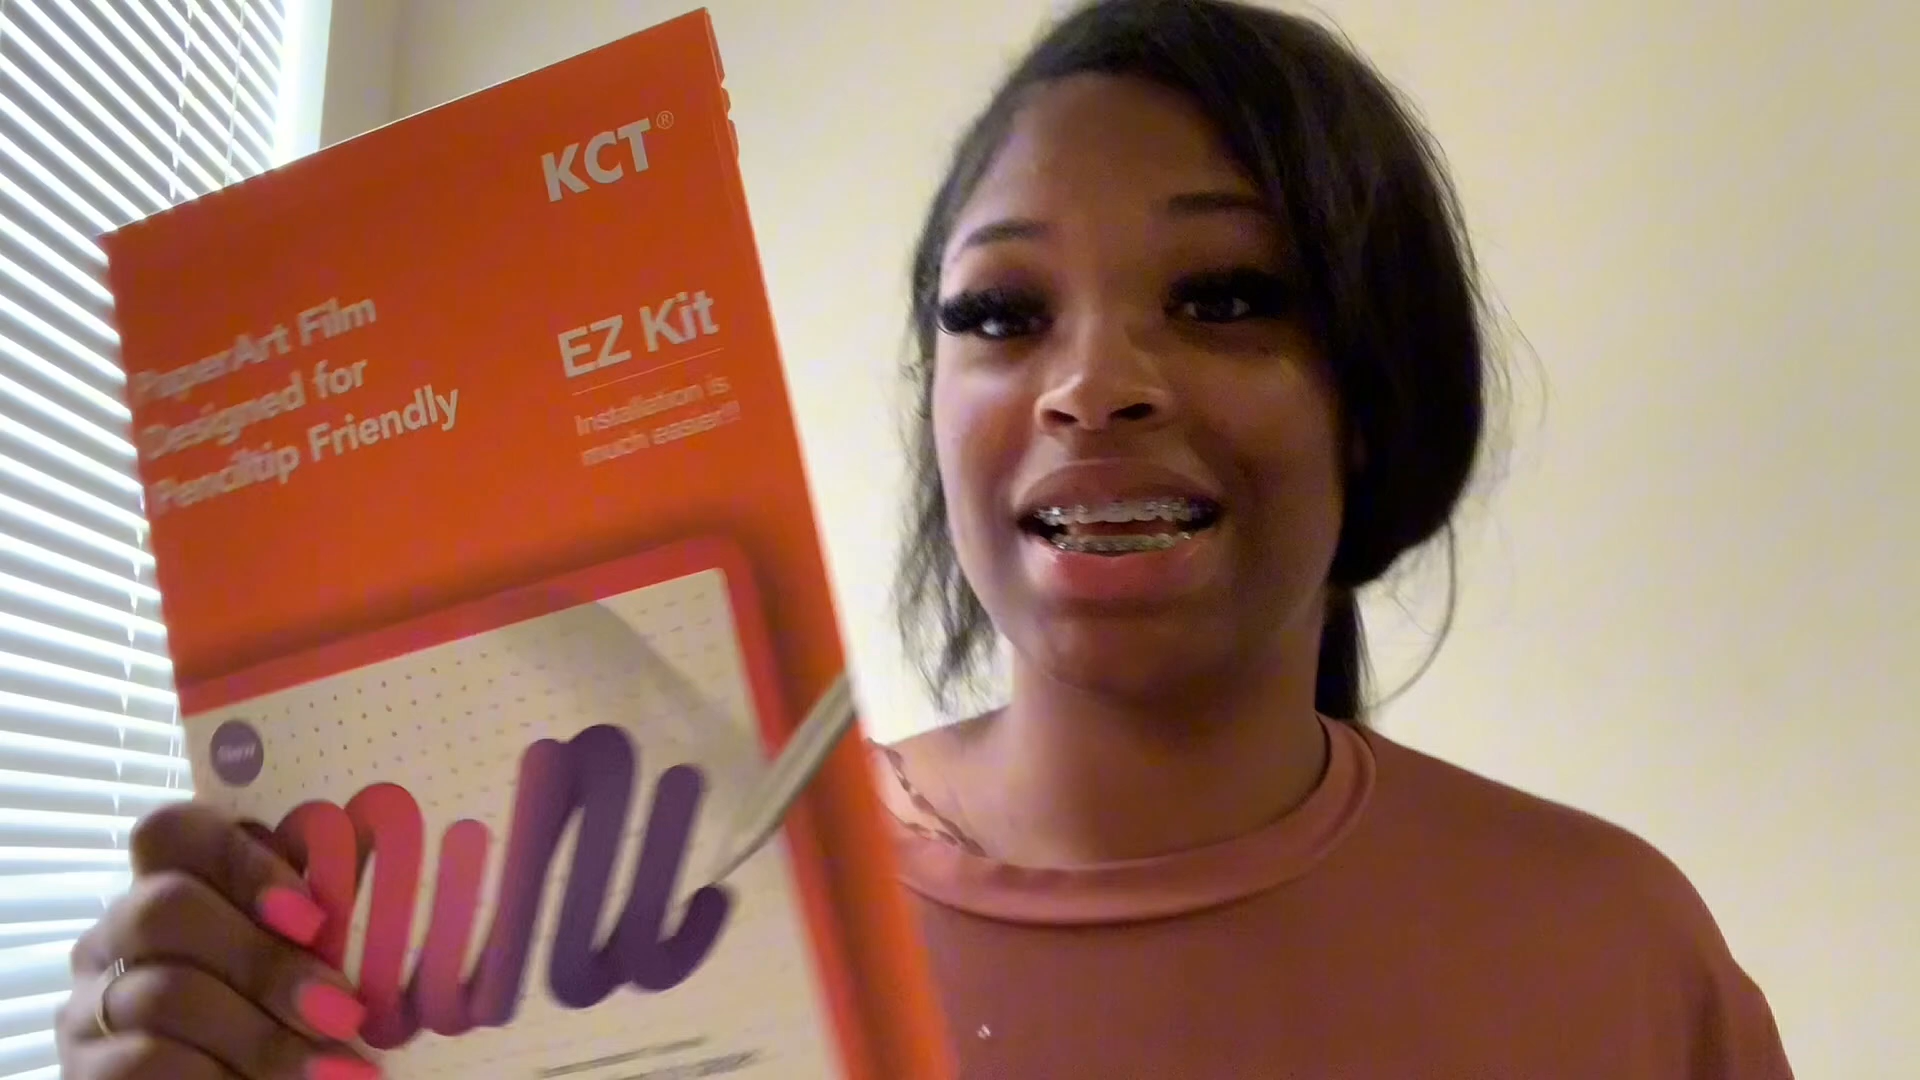 KCT®
PaperArt Film
Designed for
Penciltip Friendly
EZ Kit
Installation is
much easier!!